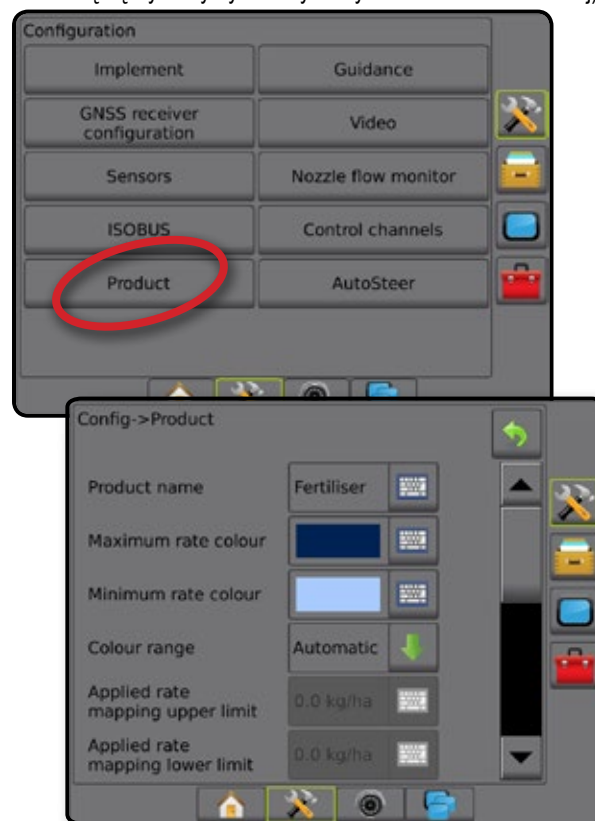 Configuration
Implement
Guidance
GNSS receiver
configuration
Video
Sensors
Nozzle flow monitor
ISOBUS
Control channels
Product
AutoSteer
Config->Product
Product name
Fertiliser
Maximum rate colour
Minimum rate colour
Colour range
Automatic
Applied rate
mapping upper limit
0.0 kg/ha
Applied rate
mapping lower limit
0.0 kg/ha